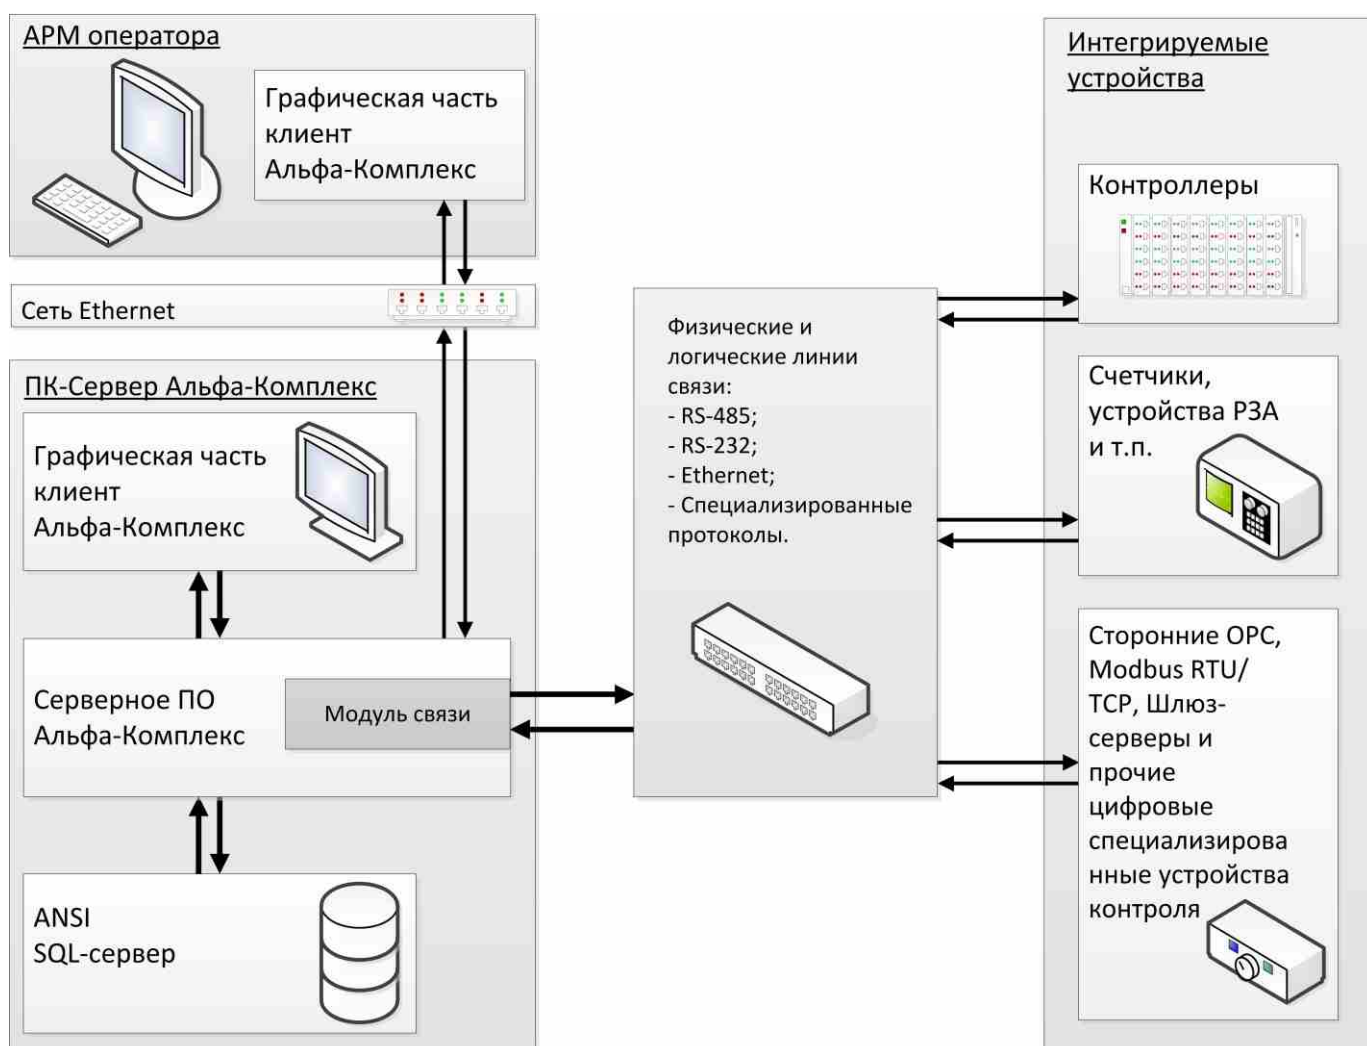 АРМ оператора
Графическая часть
клиент
Альфа-Комплекс
Сеть Ethernet
ПК-Сервер Альфа-Комплекс
Графическая часть
клиент
Альфа-Комплекс
Серверное ПО
Альфа-Комплекс
Модуль связи
ANSI
SQL-сервер
Физические и
логические линии
связи:
- RS-485;
- RS-232;
- Ethernet;
- Специализированные
протоколы.
Интегрируемые
устройства
Контроллеры
Счетчики,
устройства РЗА
и т.п.
Сторонние OPC,
Modbus RTU/
TCP, Шлюз-
серверы и
прочие
цифровые
специализирова
нные устройства
контроля